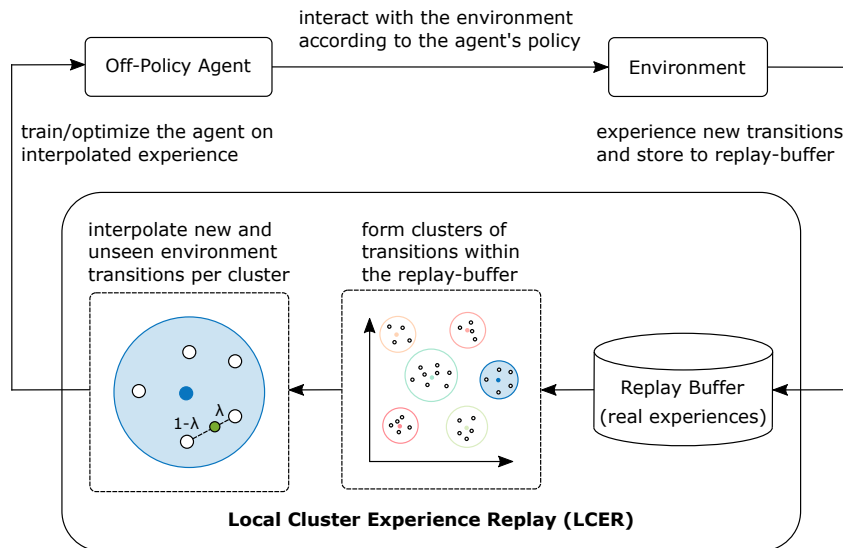 interact with the environment
according to the agent's policy
Off-Policy Agent
Environment
train/optimize the agent on
interpolated experience
experience new transitions
and store to replay-buffer
interpolate new and
unseen environment
transitions per cluster
form clusters of
transitions within
the replay-buffer
λ
1-λ
Replay Buffer
(real experiences)
Local Cluster Experience Replay (LCER)